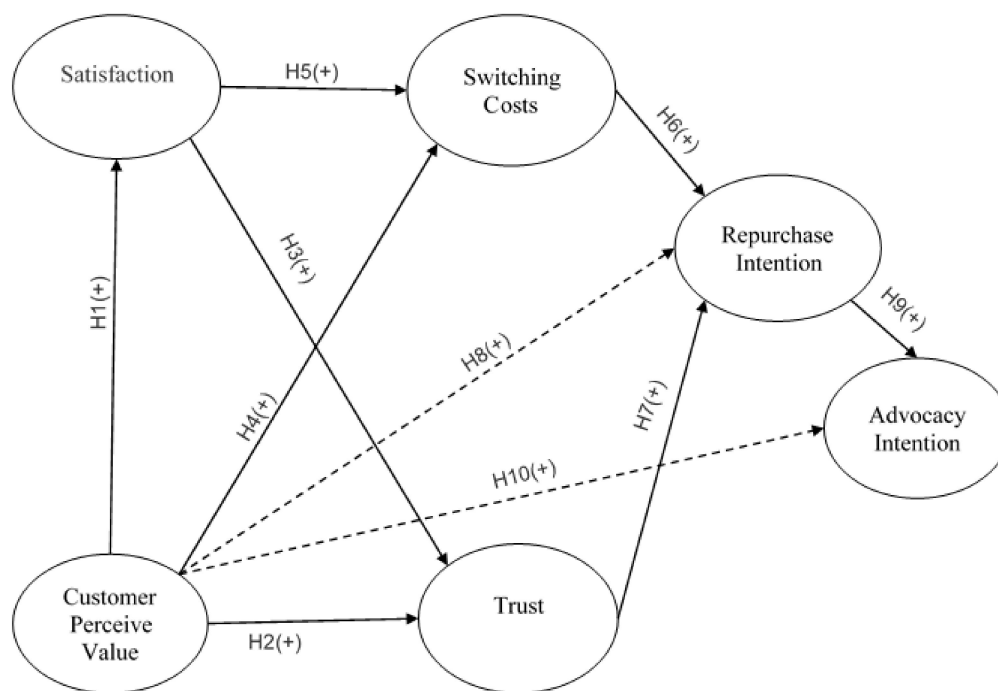 Satisfaction
H5(+)
Switching
Costs
H6(+)
Repurchase
Intention
H3(+)
H1(+)
H8(+)
H9(+)
H4(+)
H7(+)
Advocacy
Intention
H10(+)
Customer
Perceive
Value
H2(+)
Trust